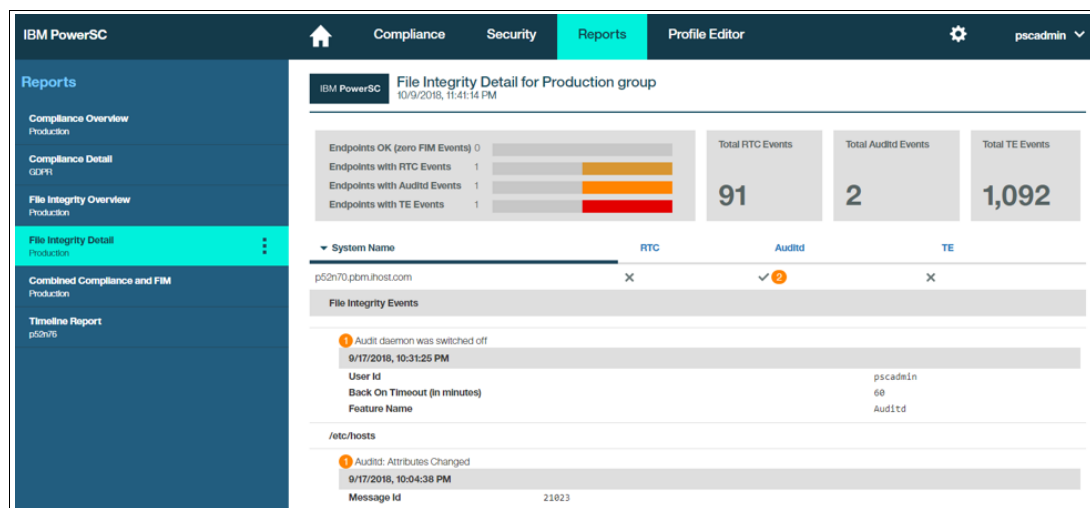 IBM PowerSC
Compliance
Security
Reports
Profile Editor
pscadmin
Reports
Compliance Overview
Production
Compliance Detail
GDPR
File Integrity Overview
Production
File Integrity Detail
Production
Combined Compliance and FIM
Production
Timeline Report
p52n76
IBM PowerSC
File Integrity Detail for Production group
10/9/2018, 11:41:14 PM
Endpoints OK (zero FIM Events) 0
Endpoints with RTC Events 1
Endpoints with Auditd Events 1
Endpoints with TE Events 1
Total RTC Events
91
Total Auditd Events
2
Total TE Events
1,092
System Name RTC Auditd TE
p52n70.pbm.ihost.com 2
File Integrity Events
1 Audit daemon was switched off
9/17/2018, 10:31:25 PM
User Id pscadmin
Back On Timeout (in minutes) 60
Feature Name Auditd
/etc/hosts
1 Auditd: Attributes Changed
9/17/2018, 10:04:38 PM
Message Id 21023